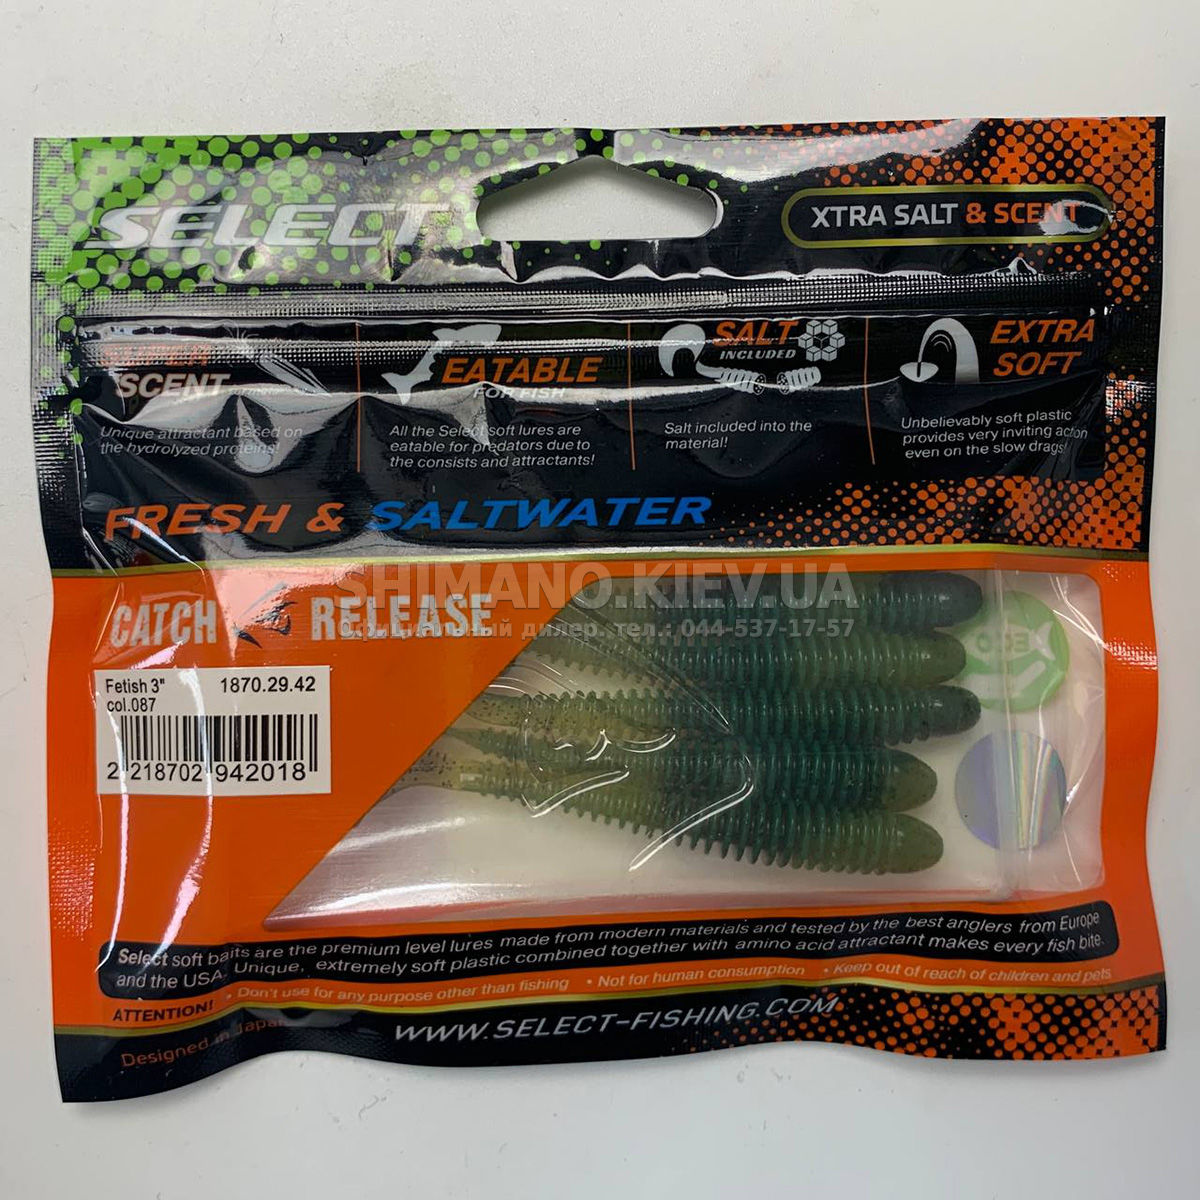 SELECT
XTRA SALT & SCENT
SUPER
SCENT
Unique attractant based on
the hydrolyzed proteins!
EATABLE
FOR FISH
All the Select soft lures are
eatable for predators due to
the consists and attractants!
SALT
INCLUDED
Salt included into the
material!
EXTRA
SOFT
Unbelievably soft plastic
provides very inviting action
even on the slow drags!
FRESH & SALTWATER
SHIMANO.KIEV.UA
Официальный дилер. тел.: 044-537-17-57
CATCH RELEASE
ECO
Fetish 3" 1870.29.42
col.087
2 218702 942018
Select soft baits are the premium level lures made from modern materials and tested by the best anglers from Europe
and the USA. Unique, extremely soft plastic combined together with amino acid attractant makes every fish bite.
ATTENTION! • Don't use for any purpose other than fishing • Not for human consumption • Keep out of reach of children and pets
Designed in Japan
WWW.SELECT-FISHING.COM